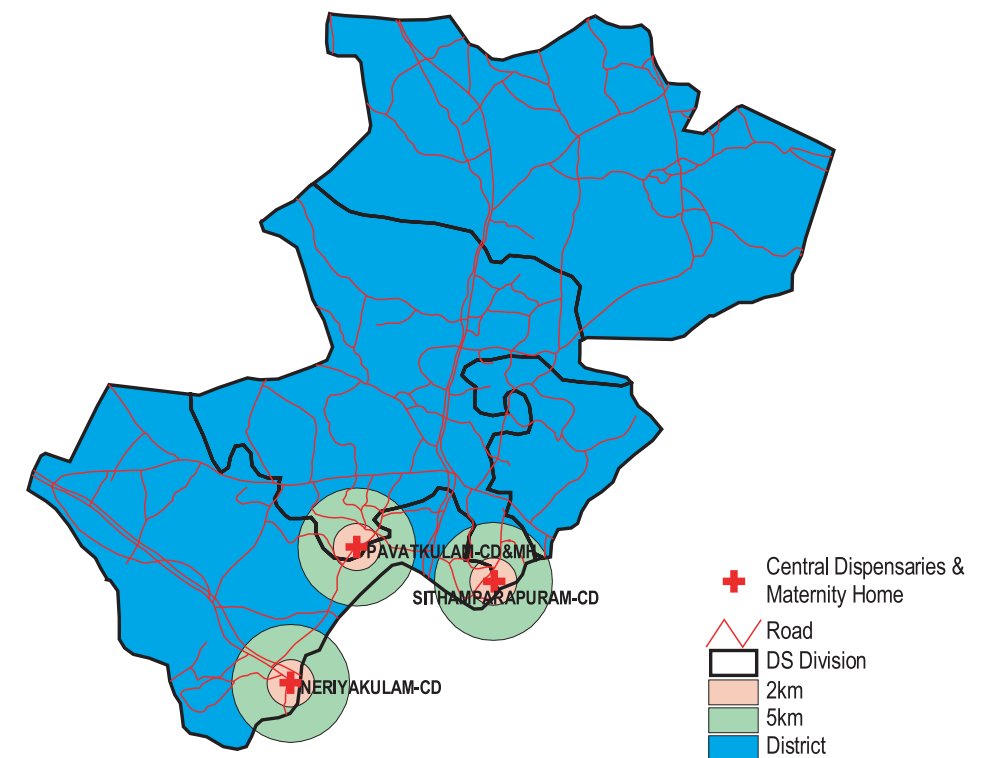 PAVATKULAM-CD&MH
SITHAMPARAPURAM-CD
NERIYAKULAM-CD
Central Dispensaries &
Maternity Home
Road
DS Division
2km
5km
District